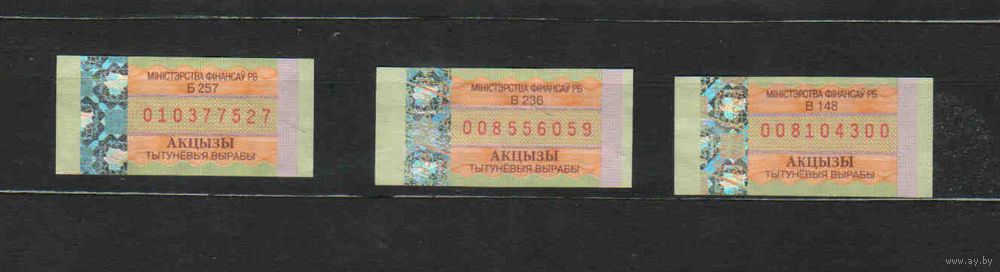 МІНІСТЭРСТВА ФІНАНСАЎ РБ
Б 257
010377527
АКЦЫЗЫ
ТЫТУНЁВЫЯ ВЫРАБЫ
МІНІСТЭРСТВА ФІНАНСАЎ РБ
В 236
008556059
АКЦЫЗЫ
ТЫТУНЁВЫЯ ВЫРАБЫ
МІНІСТЭРСТВА ФІНАНСАЎ РБ
В 148
008104300
АКЦЫЗЫ
ТЫТУНЁВЫЯ ВЫРАБЫ
© www.ay.by